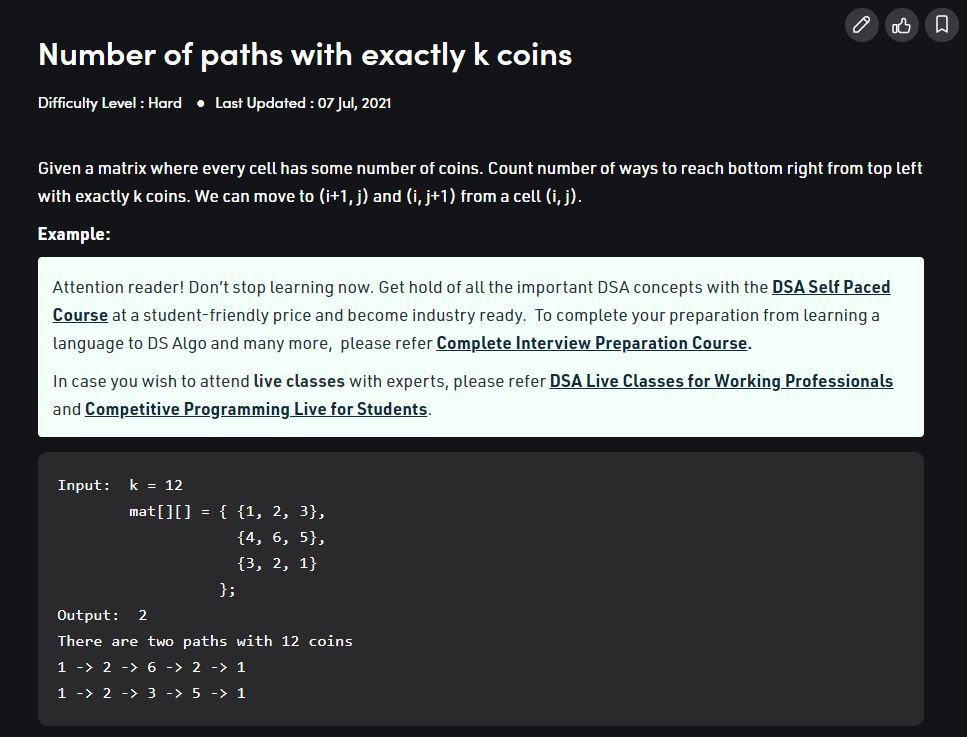 Number of paths with exactly k coins
Difficulty Level : Hard ● Last Updated : 07 Jul, 2021
Given a matrix where every cell has some number of coins. Count number of ways to reach bottom right from top left
with exactly k coins. We can move to (i+1, j) and (i, j+1) from a cell (i, j).
Example:
Attention reader! Don’t stop learning now. Get hold of all the important DSA concepts with the DSA Self Paced
Course at a student-friendly price and become industry ready.  To complete your preparation from learning a
language to DS Algo and many more,  please refer Complete Interview Preparation Course.
In case you wish to attend live classes with experts, please refer DSA Live Classes for Working Professionals
and Competitive Programming Live for Students.
Input:  k = 12
        mat[][] = { {1, 2, 3},
                    {4, 6, 5},
                    {3, 2, 1}
                  };
Output:  2
There are two paths with 12 coins
1 -> 2 -> 6 -> 2 -> 1
1 -> 2 -> 3 -> 5 -> 1